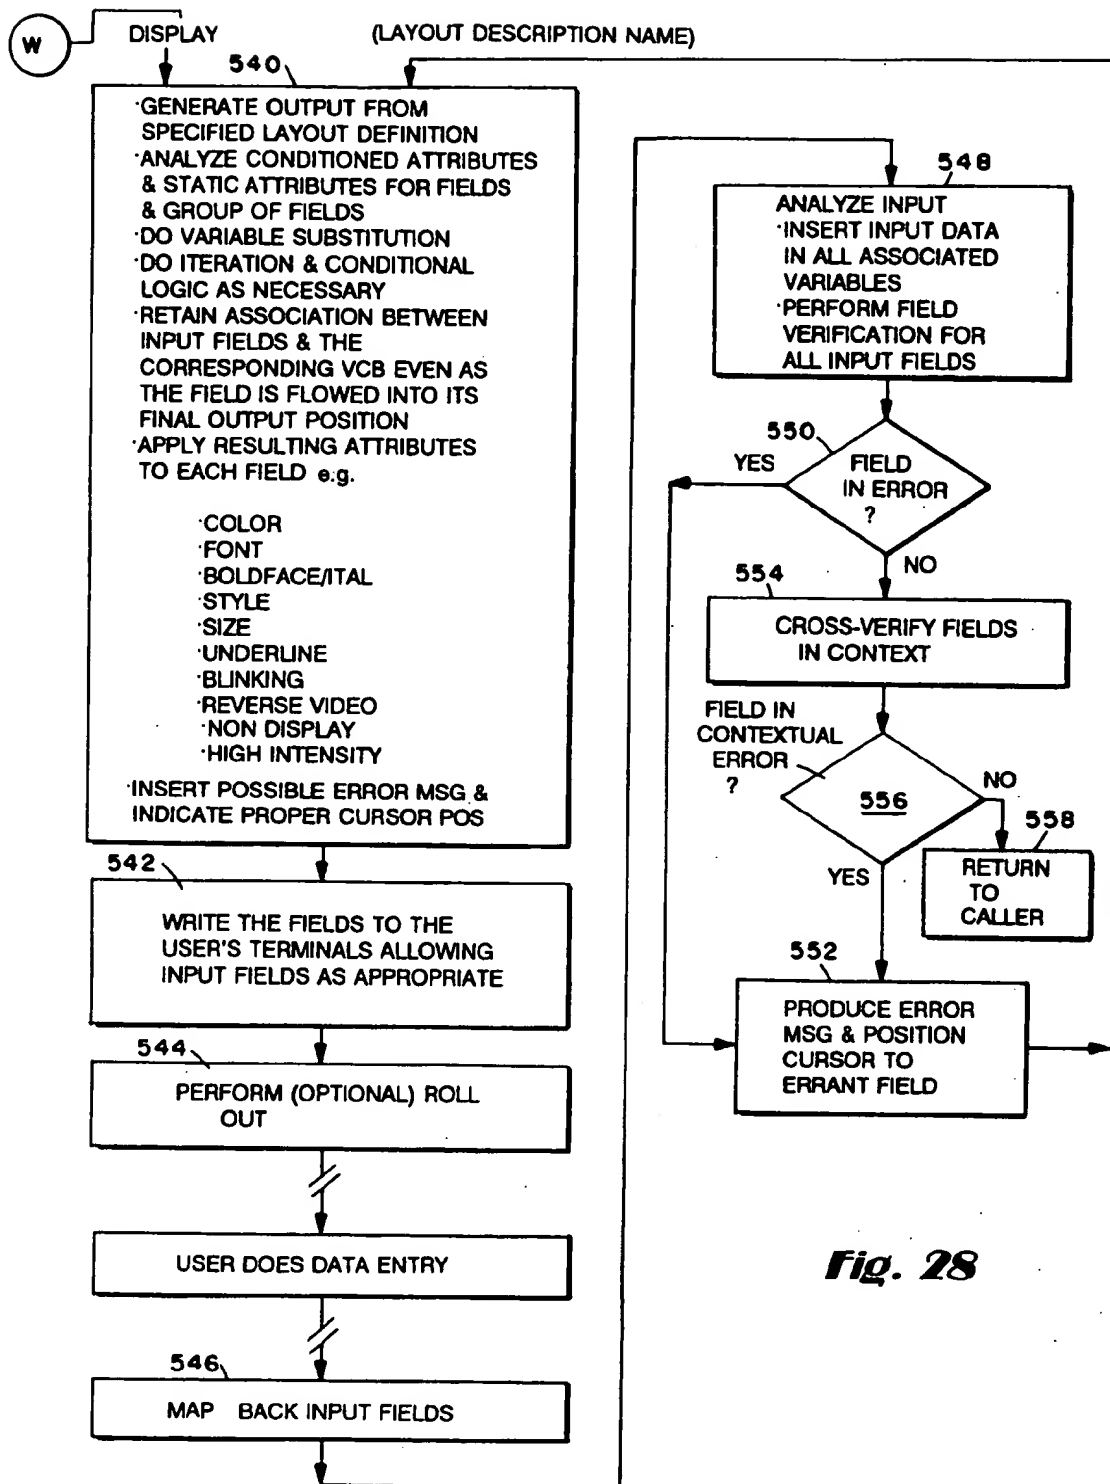 W
DISPLAY
(LAYOUT DESCRIPTION NAME)
540
·GENERATE OUTPUT FROM
SPECIFIED LAYOUT DEFINITION
·ANALYZE CONDITIONED ATTRIBUTES
& STATIC ATTRIBUTES FOR FIELDS
& GROUP OF FIELDS
·DO VARIABLE SUBSTITUTION
·DO ITERATION & CONDITIONAL
LOGIC AS NECESSARY
·RETAIN ASSOCIATION BETWEEN
INPUT FIELDS & THE
CORRESPONDING VCB EVEN AS
THE FIELD IS FLOWED INTO ITS
FINAL OUTPUT POSITION
·APPLY RESULTING ATTRIBUTES
TO EACH FIELD e.g.
·COLOR
·FONT
·BOLDFACE/ITAL
·STYLE
·SIZE
·UNDERLINE
·BLINKING
·REVERSE VIDEO
·NON DISPLAY
·HIGH INTENSITY
·INSERT POSSIBLE ERROR MSG &
INDICATE PROPER CURSOR POS
542
WRITE THE FIELDS TO THE
USER'S TERMINALS ALLOWING
INPUT FIELDS AS APPROPRIATE
544
PERFORM (OPTIONAL) ROLL
OUT
USER DOES DATA ENTRY
546
MAP BACK INPUT FIELDS
548
ANALYZE INPUT
·INSERT INPUT DATA
IN ALL ASSOCIATED
VARIABLES
·PERFORM FIELD
VERIFICATION FOR
ALL INPUT FIELDS
550
YES
FIELD
IN ERROR
?
NO
554
CROSS-VERIFY FIELDS
IN CONTEXT
FIELD IN
CONTEXTUAL
ERROR
?
556
NO
558
RETURN
TO
CALLER
YES
552
PRODUCE ERROR
MSG & POSITION
CURSOR TO
ERRANT FIELD
Fig. 28